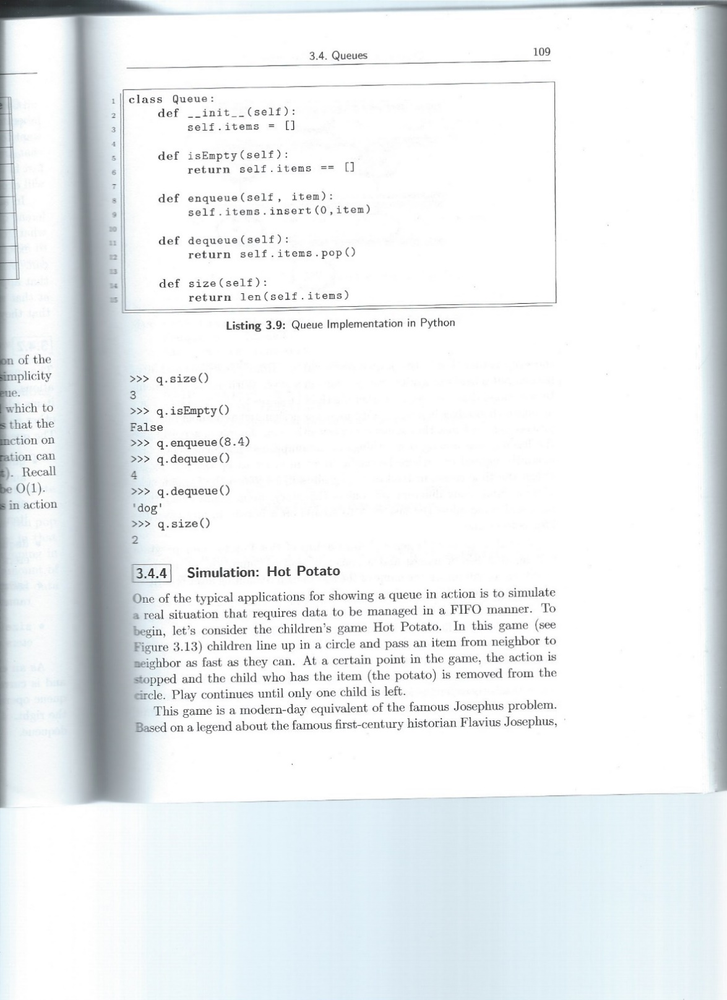 3.4. Queues 109
1 class Queue:
2 def __init__(self):
3 self.items = []
4
5 def isEmpty(self):
6 return self.items == []
7
8 def enqueue(self, item):
9 self.items.insert(0,item)
10
11 def dequeue(self):
12 return self.items.pop()
13
14 def size(self):
15 return len(self.items)
Listing 3.9: Queue Implementation in Python
on of the
simplicity
eue.
which to
s that the
unction on
ration can
t). Recall
be O(1).
s in action
>>> q.size()
3
>>> q.isEmpty()
False
>>> q.enqueue(8.4)
>>> q.dequeue()
4
>>> q.dequeue()
'dog'
>>> q.size()
2
3.4.4 Simulation: Hot Potato
One of the typical applications for showing a queue in action is to simulate
a real situation that requires data to be managed in a FIFO manner. To
begin, let's consider the children's game Hot Potato. In this game (see
Figure 3.13) children line up in a circle and pass an item from neighbor to
neighbor as fast as they can. At a certain point in the game, the action is
stopped and the child who has the item (the potato) is removed from the
circle. Play continues until only one child is left.
This game is a modern-day equivalent of the famous Josephus problem.
Based on a legend about the famous first-century historian Flavius Josephus,